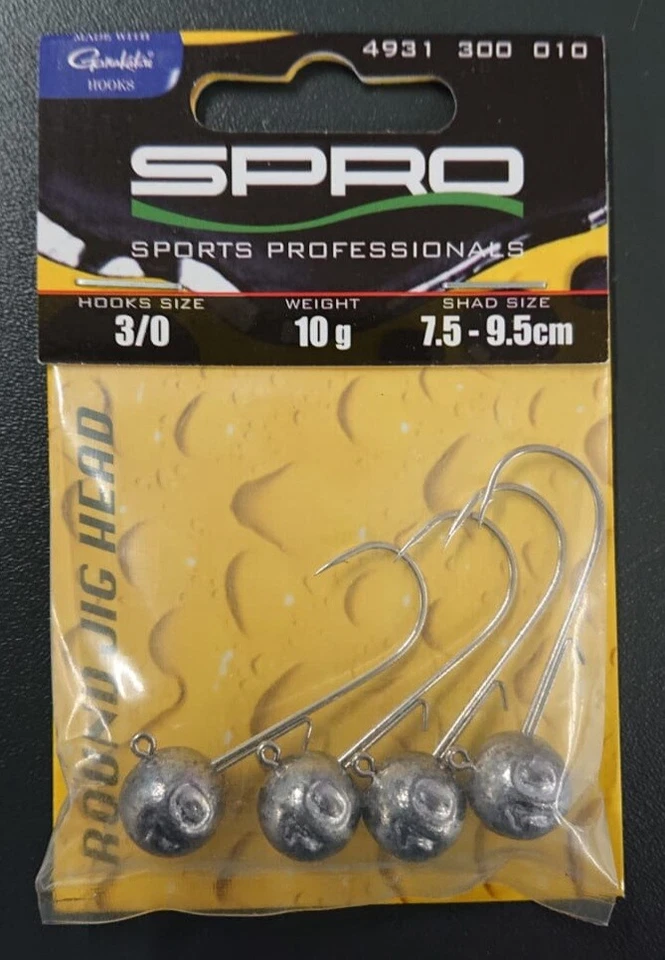 MADE WITH
Gamakatsu
HOOKS
4931 300 010
SPRO
SPORTS PROFESSIONALS
HOOKS SIZE
3/0
WEIGHT
10 g
SHAD SIZE
7.5 - 9.5cm
ROUND JIG HEAD